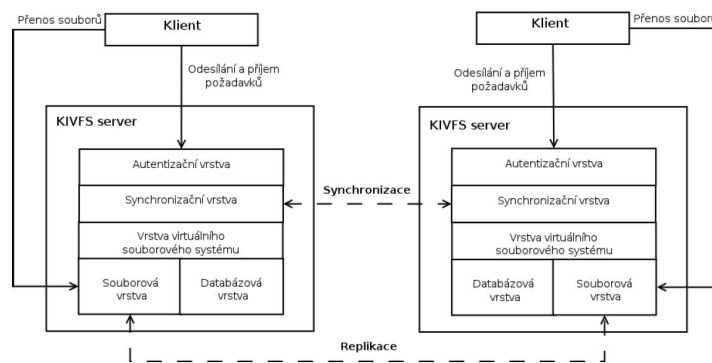 Přenos souborů
Klient
Odesílání a příjem
požadavků
KIVFS server
Autentizační vrstva
Synchronizační vrstva
Vrstva virtuálního
souborového systému
Souborová
vrstva
Databázová
vrstva
Synchronizace
Replikace
Klient
Přenos souborů
Odesílání a příjem
požadavků
KIVFS server
Autentizační vrstva
Synchronizační vrstva
Vrstva virtuálního
souborového systému
Databázová
vrstva
Souborová
vrstva